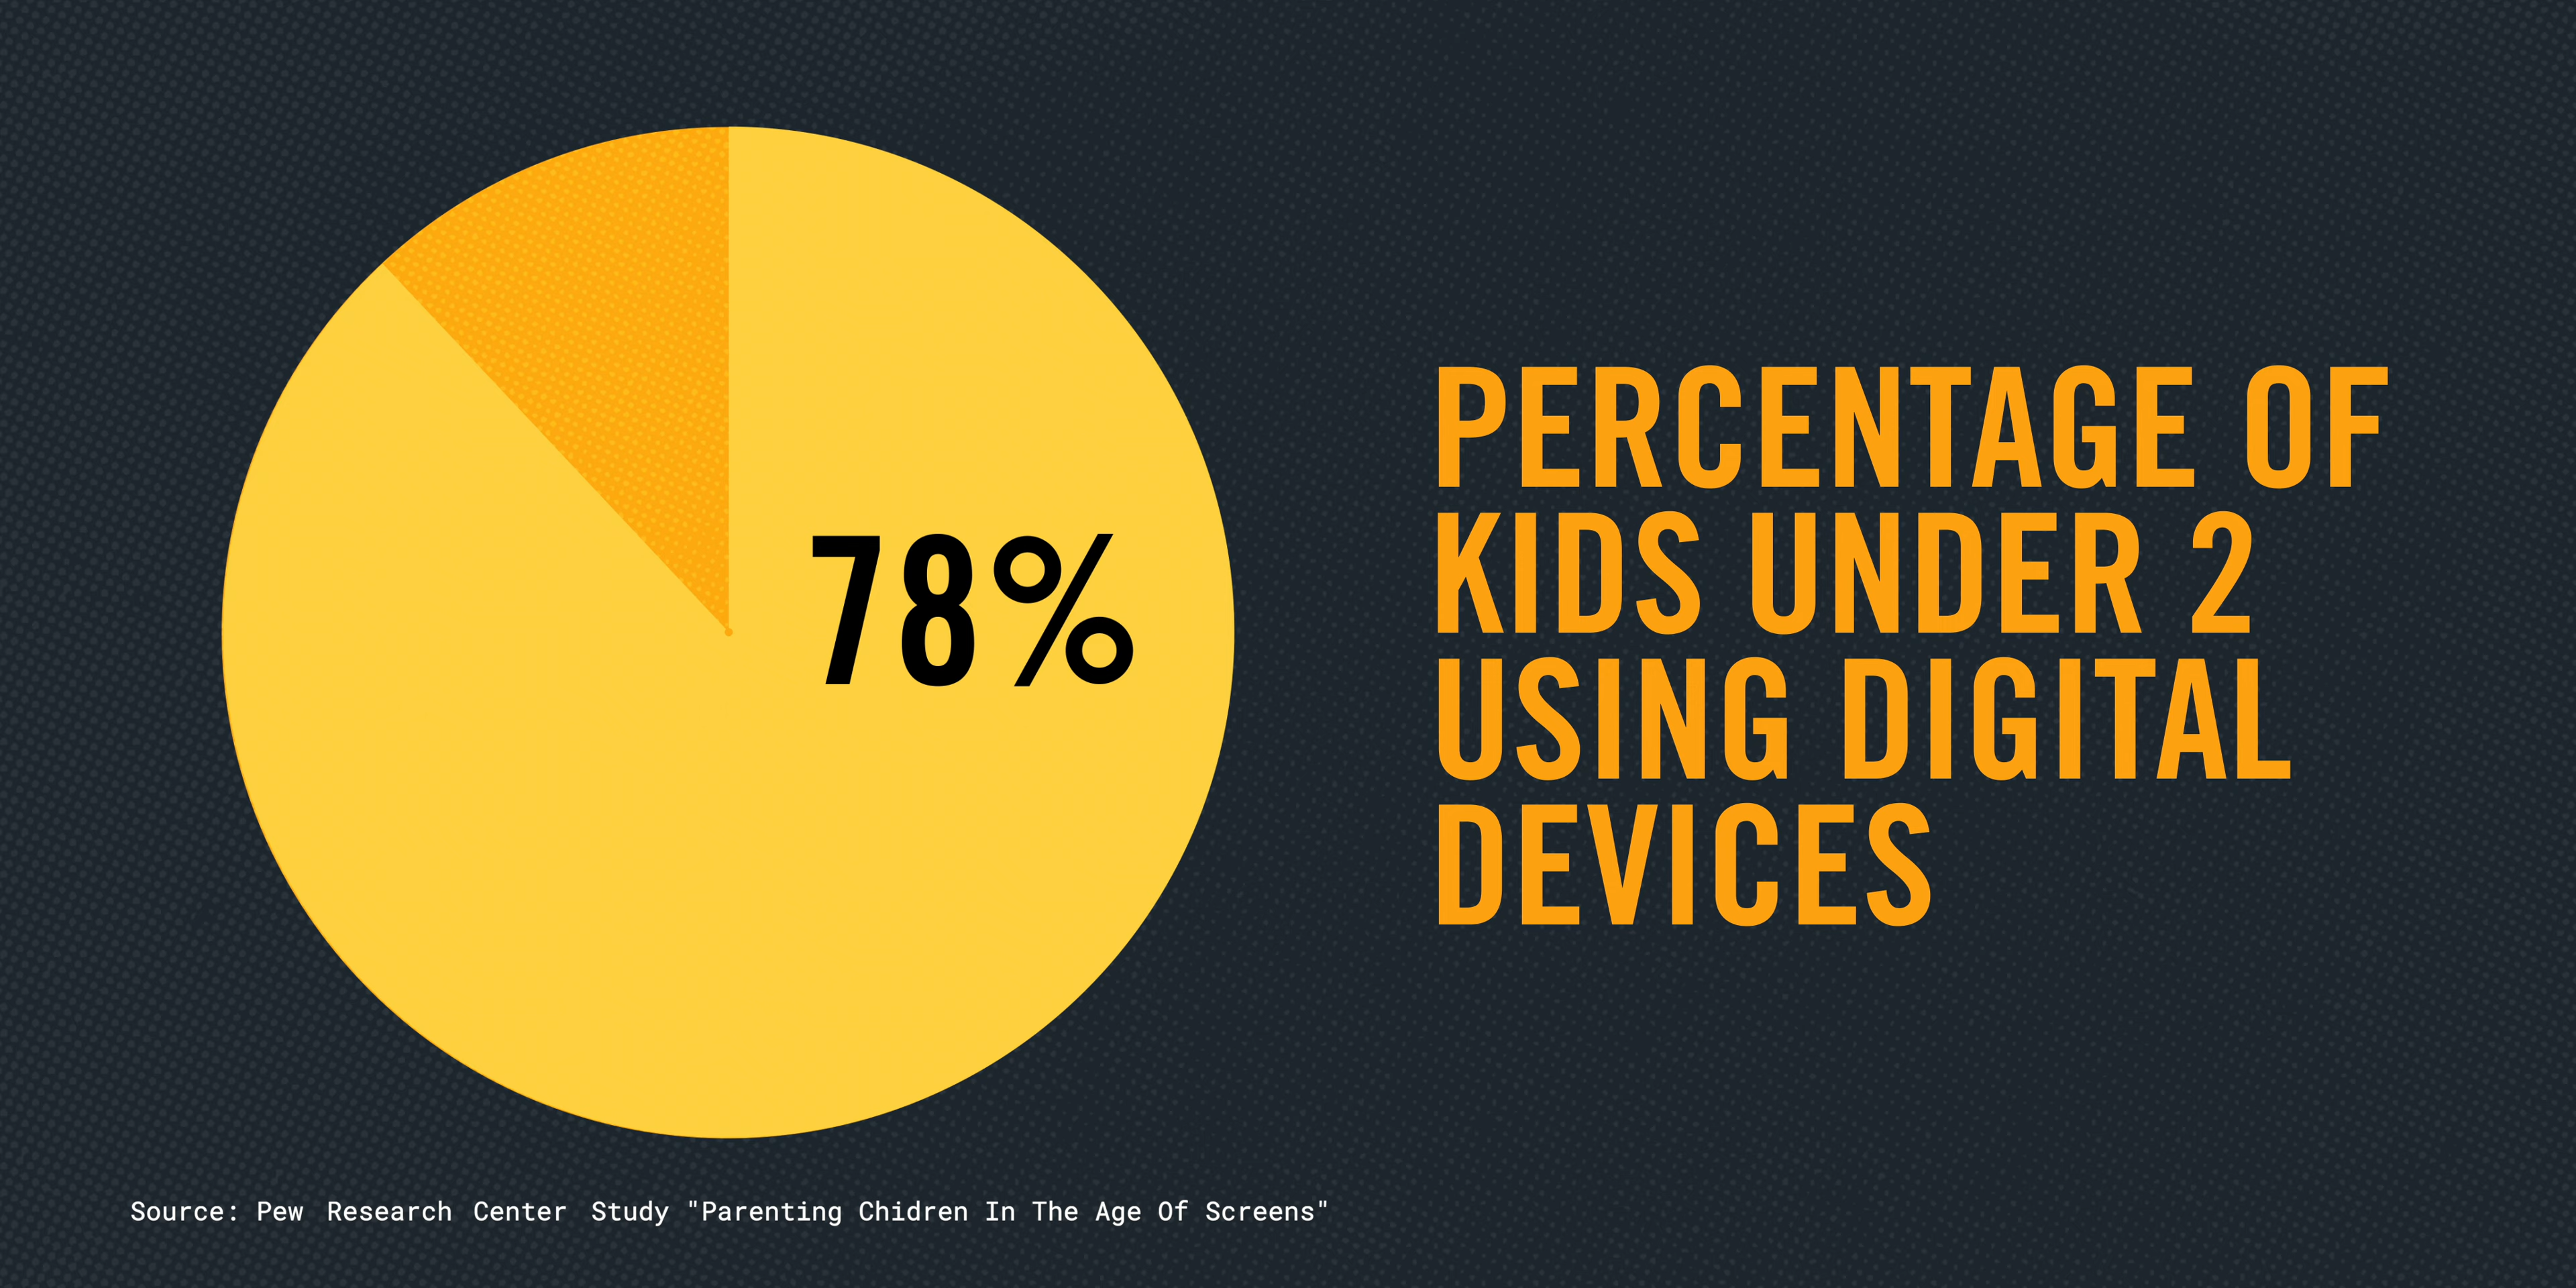 78%
PERCENTAGE OF
KIDS UNDER 2
USING DIGITAL
DEVICES
Source: Pew Research Center Study "Parenting Chidren In The Age Of Screens"